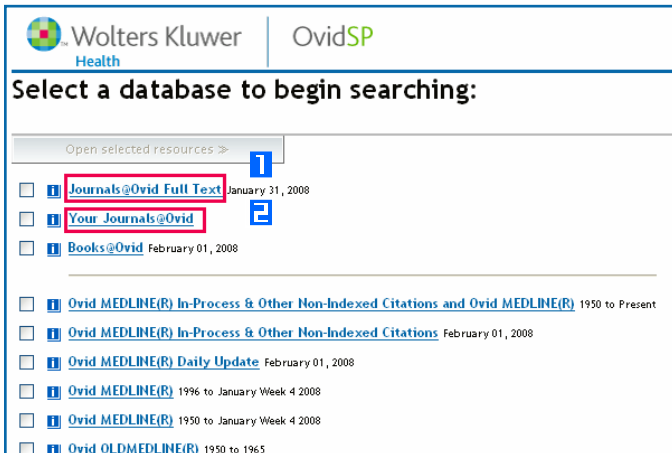 Wolters Kluwer OvidSP
Health
Select a database to begin searching:
Open selected resources >>
1
Journals@Ovid Full Text January 31, 2008
2
Your Journals@Ovid
Books@Ovid February 01, 2008
Ovid MEDLINE(R) In-Process & Other Non-Indexed Citations and Ovid MEDLINE(R) 1950 to Present
Ovid MEDLINE(R) In-Process & Other Non-Indexed Citations February 01, 2008
Ovid MEDLINE(R) Daily Update February 01, 2008
Ovid MEDLINE(R) 1996 to January Week 4 2008
Ovid MEDLINE(R) 1950 to January Week 4 2008
Ovid OLDMEDLINE(R) 1950 to 1965